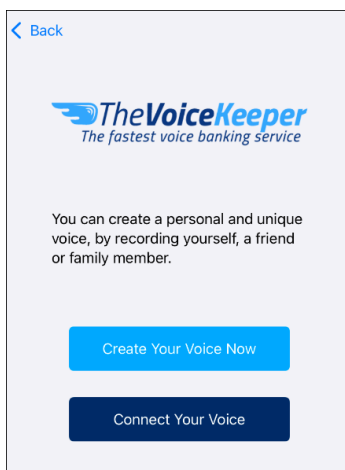 Back
TheVoiceKeeper
The fastest voice banking service
You can create a personal and unique
voice, by recording yourself, a friend
or family member.
Create Your Voice Now
Connect Your Voice